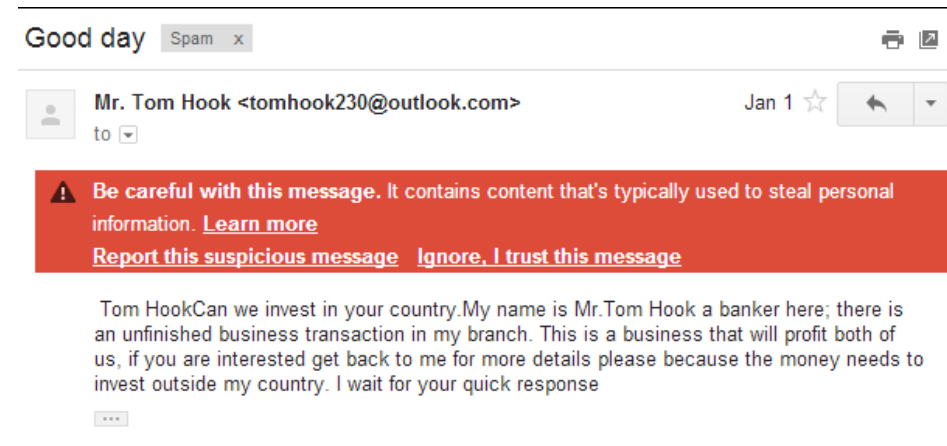 Good day Spam x
Mr. Tom Hook <tomhook230@outlook.com> Jan 1
to
Be careful with this message. It contains content that's typically used to steal personal
information. Learn more
Report this suspicious message Ignore, I trust this message
Tom HookCan we invest in your country.My name is Mr.Tom Hook a banker here; there is
an unfinished business transaction in my branch. This is a business that will profit both of
us, if you are interested get back to me for more details please because the money needs to
invest outside my country. I wait for your quick response